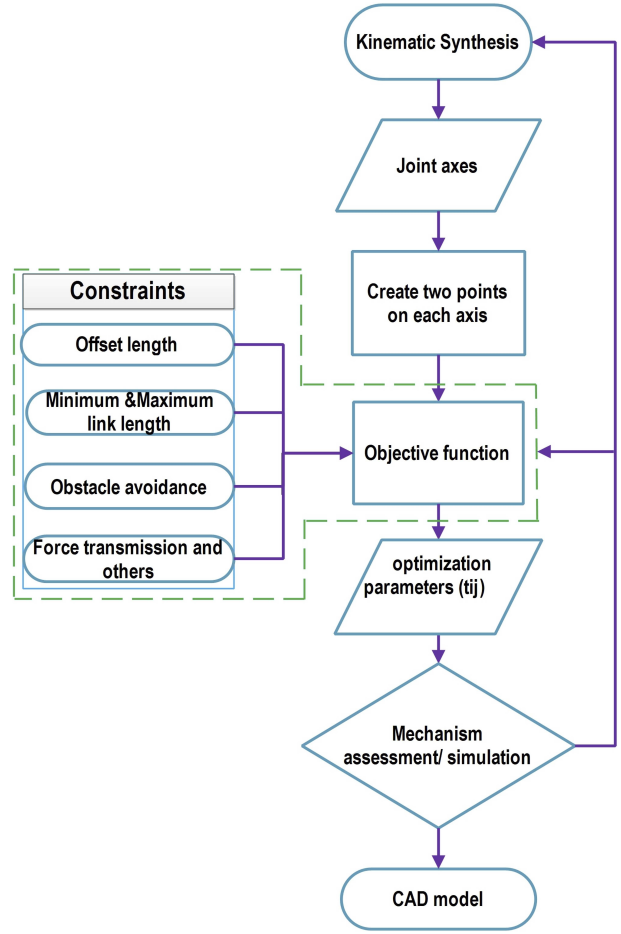 Kinematic Synthesis
Joint axes
Create two points
on each axis
Constraints
Offset length
Minimum &Maximum
link length
Obstacle avoidance
Force transmission and
others
Objective function
optimization
parameters (tij)
Mechanism
assessment/ simulation
CAD model